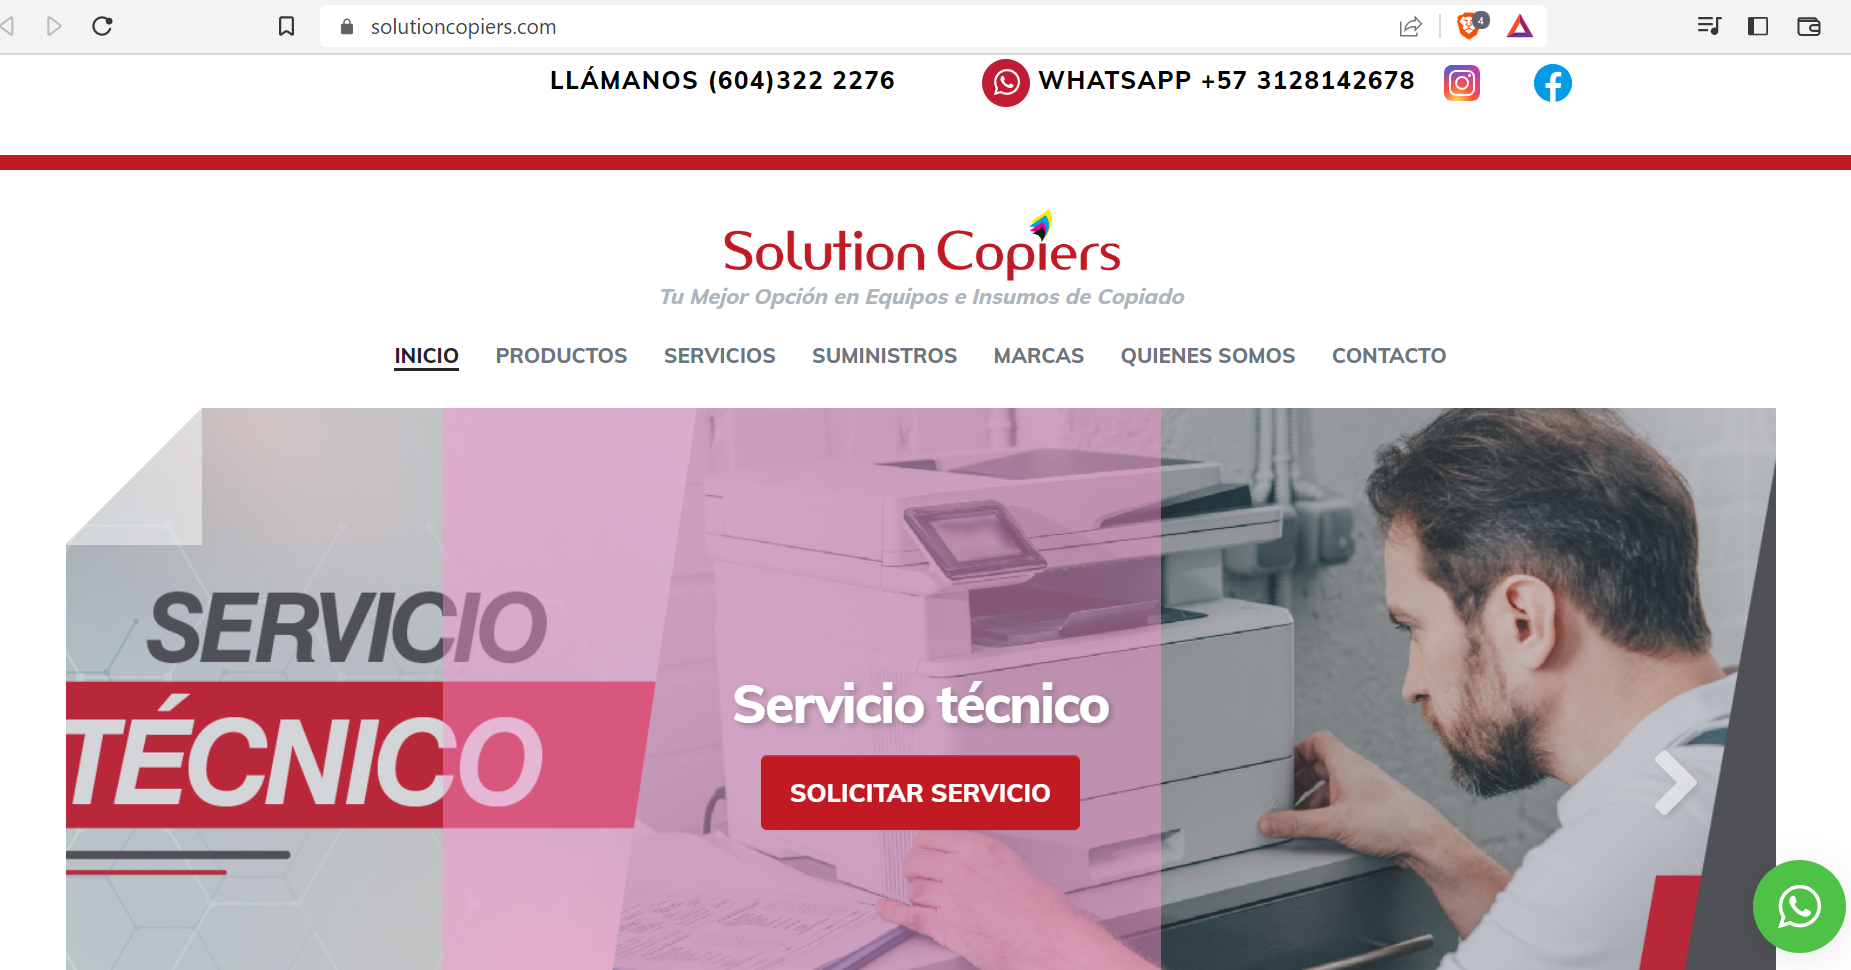 solutioncopiers.com
4
LLÁMANOS (604)322 2276
WHATSAPP +57 3128142678
Solution Copiers
Tu Mejor Opción en Equipos e Insumos de Copiado
INICIO PRODUCTOS SERVICIOS SUMINISTROS MARCAS QUIENES SOMOS CONTACTO
SERVICIO
TÉCNICO
Servicio técnico
SOLICITAR SERVICIO